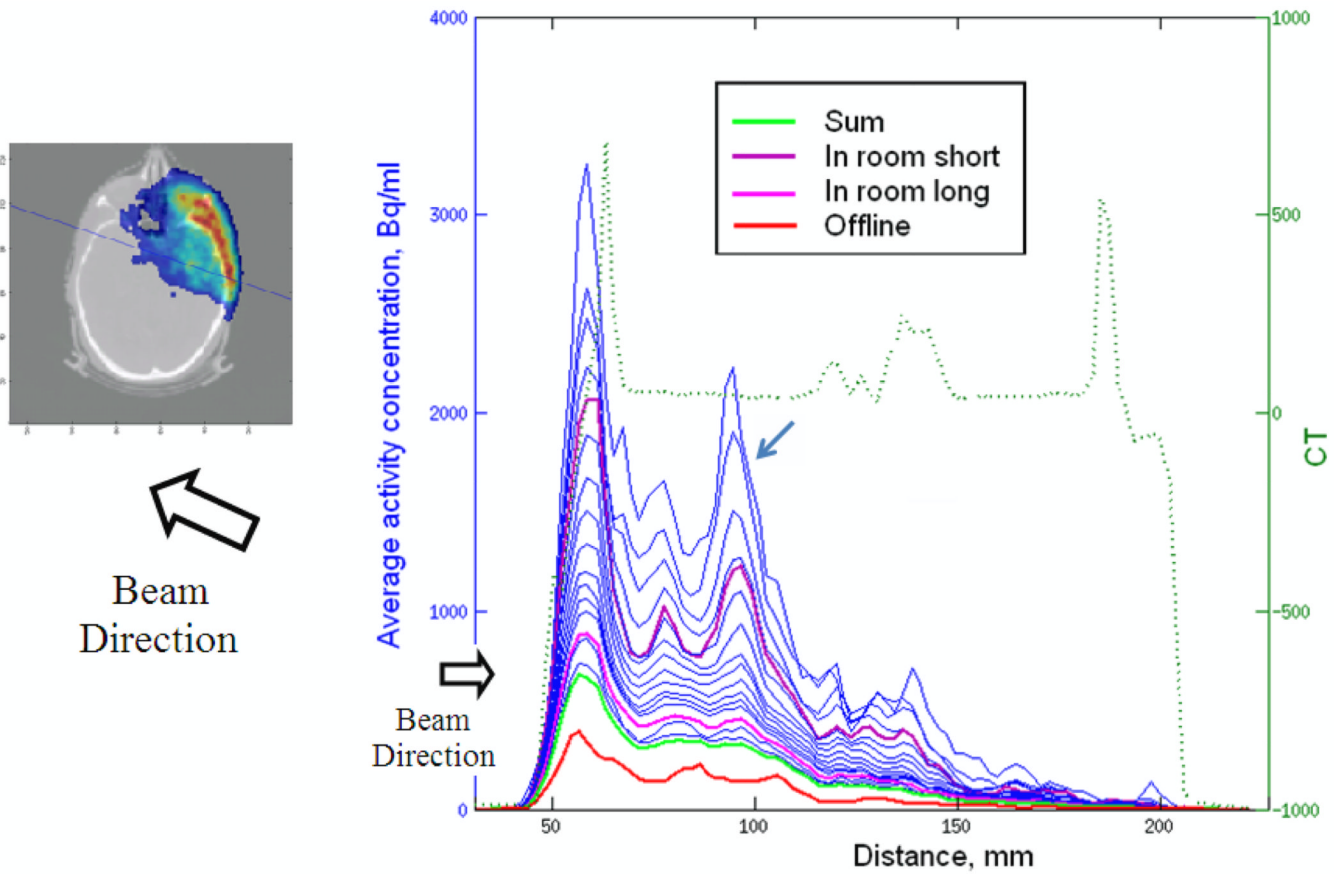 4000
1000
Sum
In room short
In room long
Offline
3000
500
2000
0
1000
-500
0
-1000
50
100
150
200
Average activity concentration, Bq/ml
CT
Distance, mm
Beam
Direction
Beam
Direction